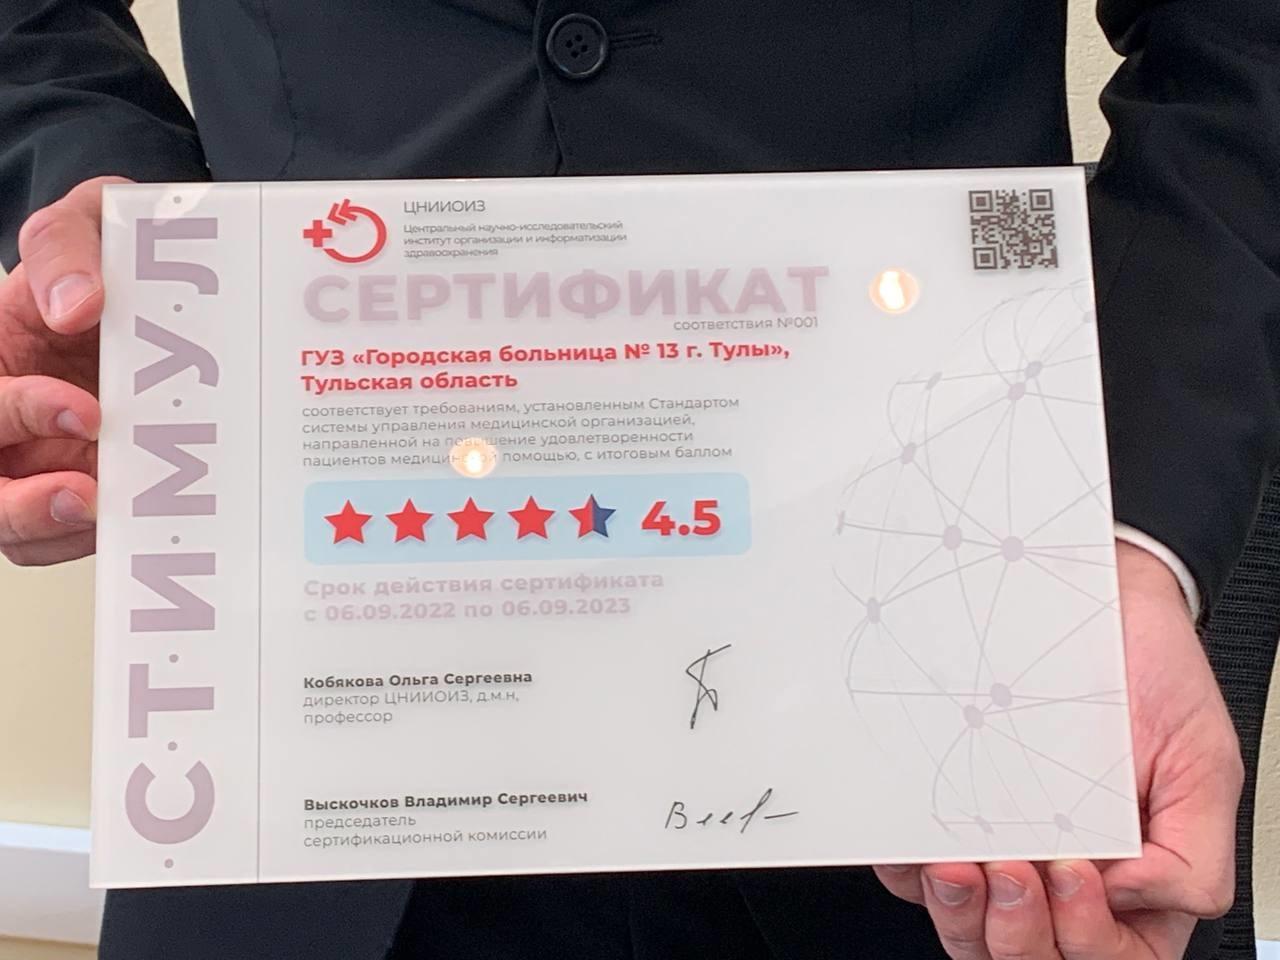 ·С·Т·И·М·У·Л·
ЦНИИОИЗ
Центральный научно-исследовательский
институт организации и информатизации
здравоохранения
СЕРТИФИКАТ
соответствия №001
ГУЗ «Городская больница № 13 г. Тулы»,
Тульская область
соответствует требованиям, установленным Стандартом
системы управления медицинской организацией,
направленной на повышение удовлетворенности
пациентов медицинской помощью, с итоговым баллом
4.5
Срок действия сертификата
с 06.09.2022 по 06.09.2023
Кобякова Ольга Сергеевна
директор ЦНИИОИЗ, д.м.н,
профессор
Выскочков Владимир Сергеевич
председатель
сертификационной комиссии